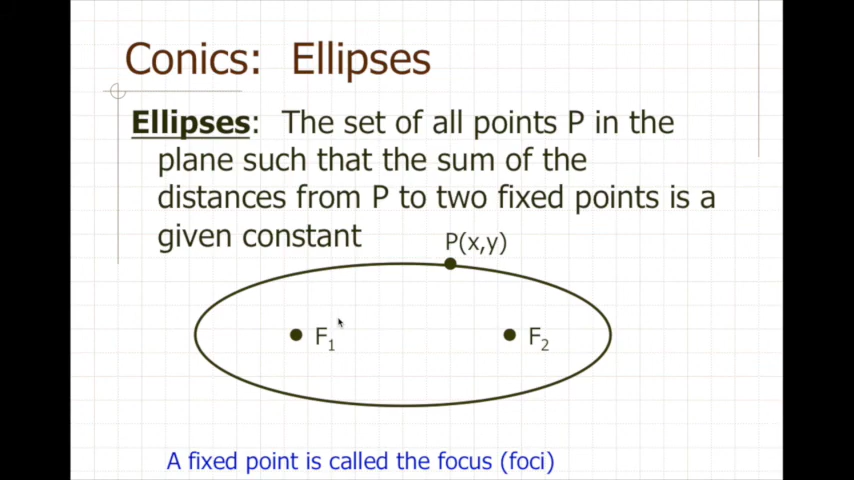 Conics: Ellipses
Ellipses: The set of all points P in the
plane such that the sum of the
distances from P to two fixed points is a
given constant
P(x,y)
F1
F2
A fixed point is called the focus (foci)